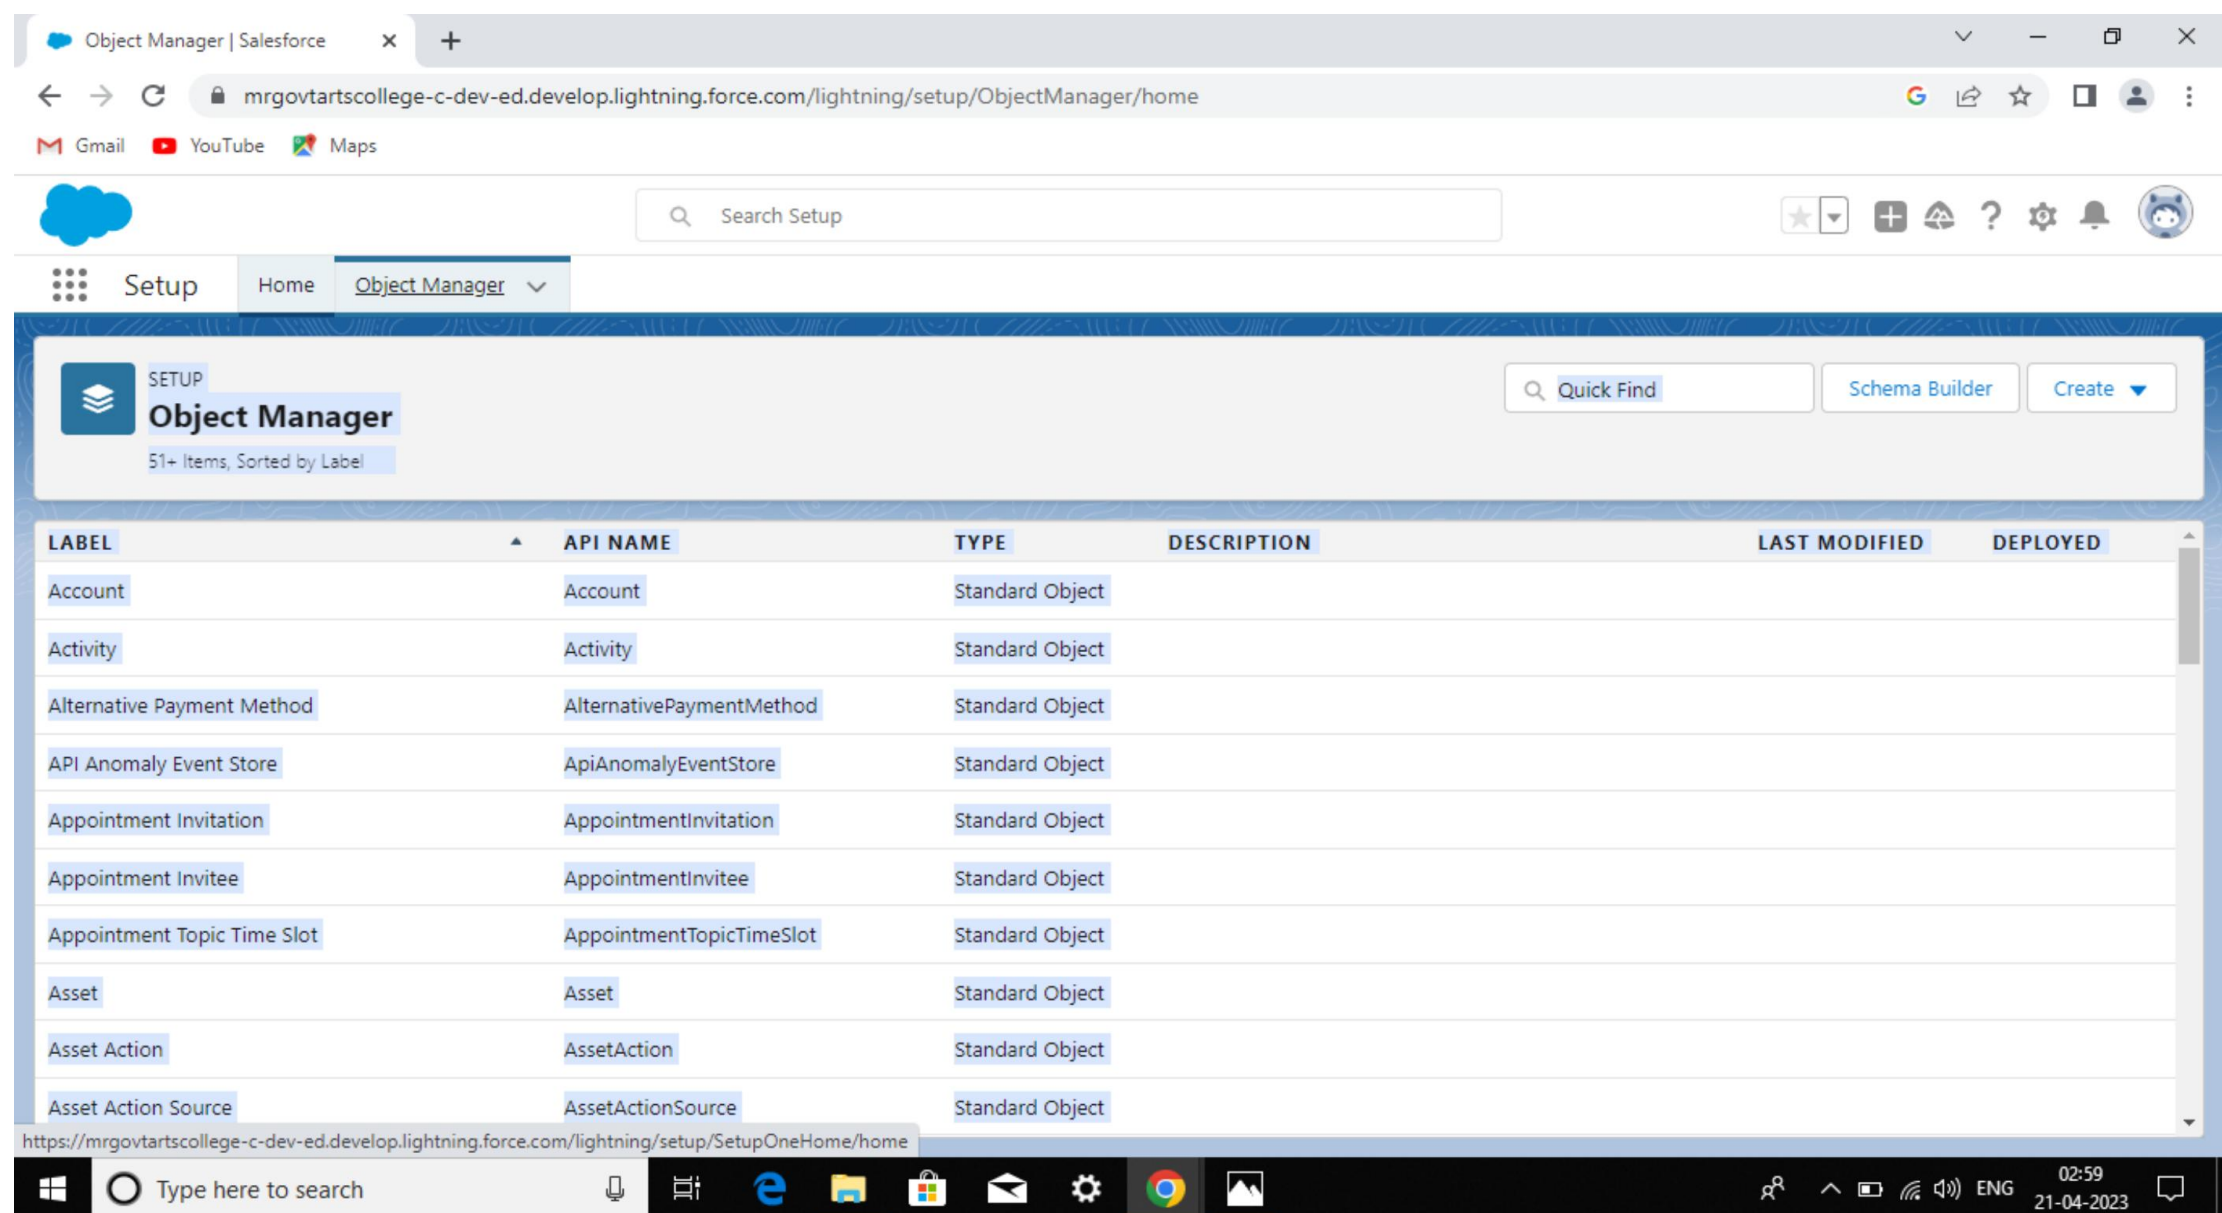 Object Manager | Salesforce
mrgovtartscollege-c-dev-ed.develop.lightning.force.com/lightning/setup/ObjectManager/home
Gmail YouTube Maps
Search Setup
Setup Home Object Manager
SETUP
Object Manager
51+ Items, Sorted by Label
Quick Find Schema Builder Create
LABEL API NAME TYPE DESCRIPTION LAST MODIFIED DEPLOYED
Account Account Standard Object
Activity Activity Standard Object
Alternative Payment Method AlternativePaymentMethod Standard Object
API Anomaly Event Store ApiAnomalyEventStore Standard Object
Appointment Invitation AppointmentInvitation Standard Object
Appointment Invitee AppointmentInvitee Standard Object
Appointment Topic Time Slot AppointmentTopicTimeSlot Standard Object
Asset Asset Standard Object
Asset Action AssetAction Standard Object
Asset Action Source AssetActionSource Standard Object
https://mrgovtartscollege-c-dev-ed.develop.lightning.force.com/lightning/setup/SetupOneHome/home
Type here to search
ENG
02:59
21-04-2023